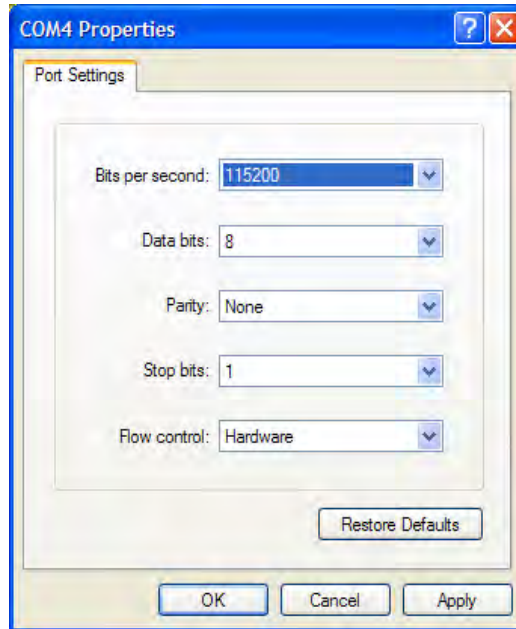 COM4 Properties
Port Settings
Bits per second: 115200
Data bits: 8
Parity: None
Stop bits: 1
Flow control: Hardware
Restore Defaults
OK Cancel Apply